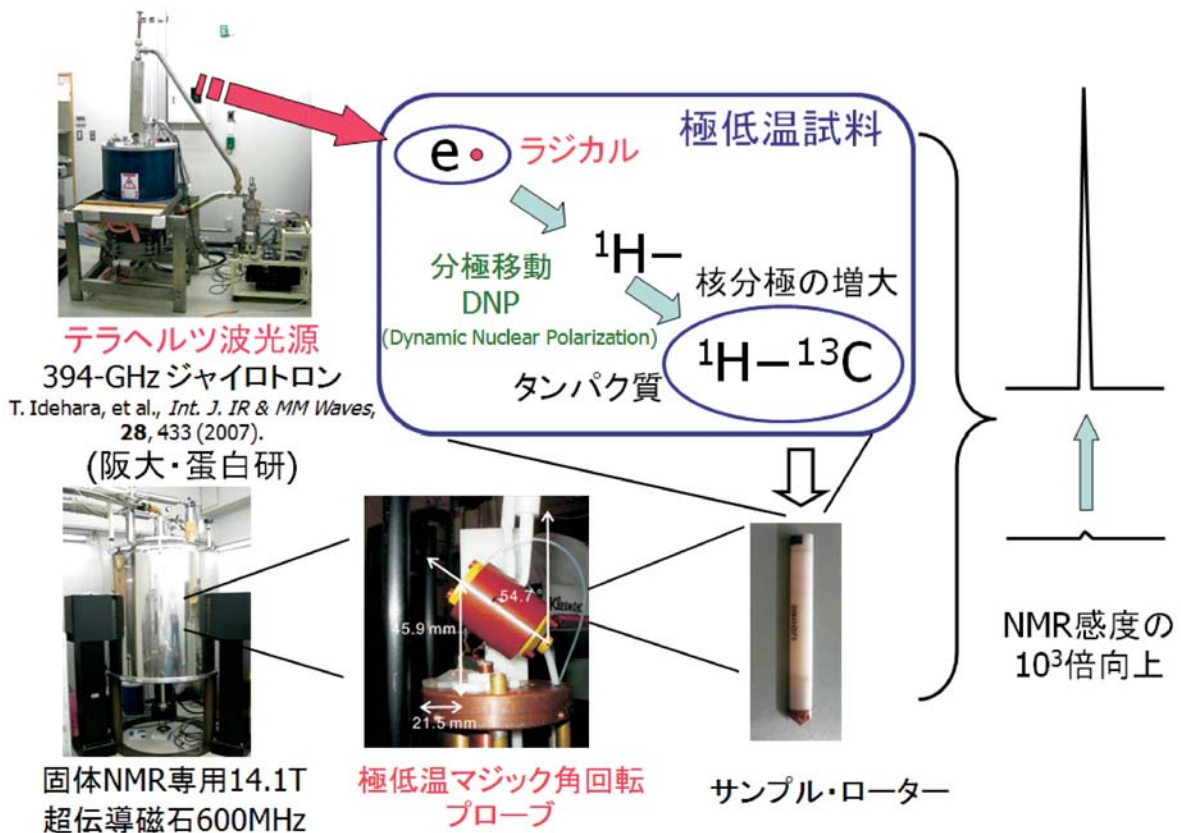 極低温試料
e• ラジカル
¹H−
分極移動
DNP
(Dynamic Nuclear Polarization)
核分極の増大
¹H−¹³C
タンパク質
テラヘルツ波光源
394-GHz ジャイロトロン
T. Idehara, et al., Int. J. IR & MM Waves,
28, 433 (2007).
(阪大・蛋白研)
54.7°
Kleenex
45.9 mm
21.5 mm
NMR感度の
10³倍向上
固体NMR専用14.1T
超伝導磁石600MHz
極低温マジック角回転
プローブ
サンプル・ローター